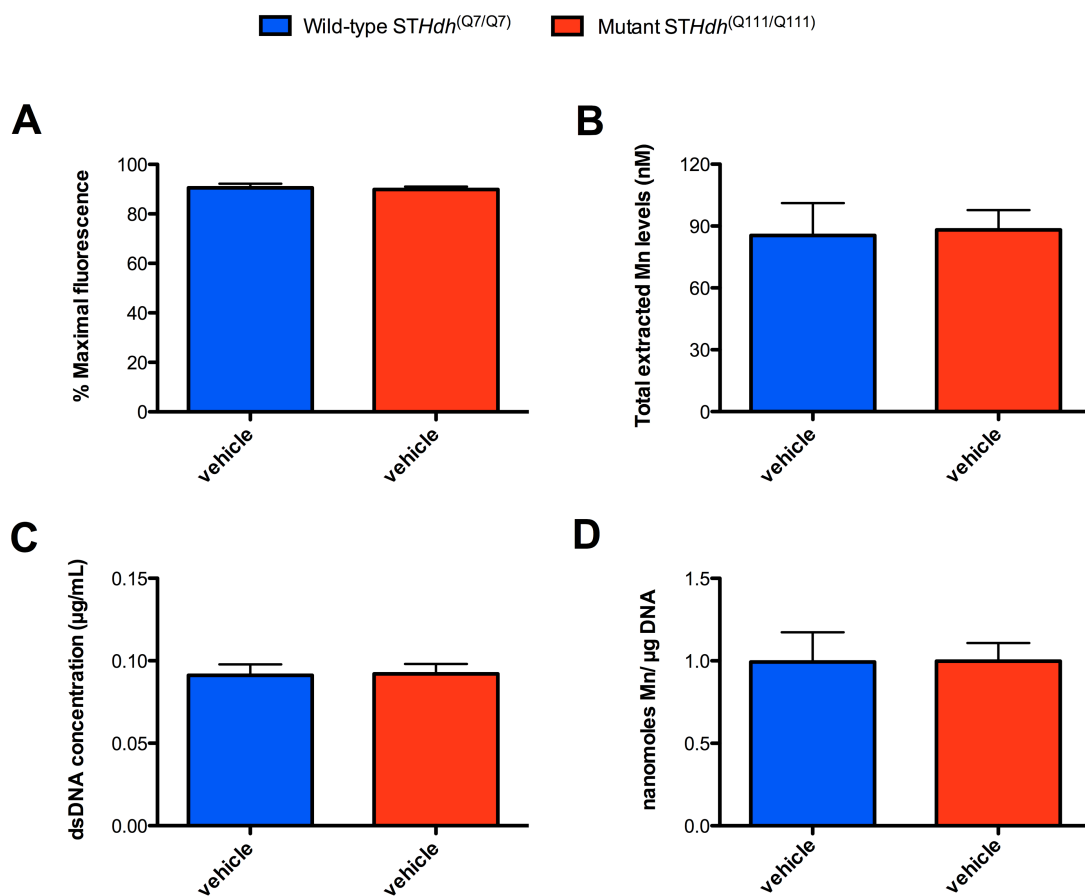 Wild-type STHdh(Q7/Q7) Mutant STHdh(Q111/Q111)
A
% Maximal fluorescence
100
80
60
40
20
0
vehicle vehicle
B
Total extracted Mn levels (nM)
120
90
60
30
0
vehicle vehicle
C
dsDNA concentration (µg/mL)
0.15
0.10
0.05
0.00
vehicle vehicle
D
nanomoles Mn/ µg DNA
1.5
1.0
0.5
0.0
vehicle vehicle